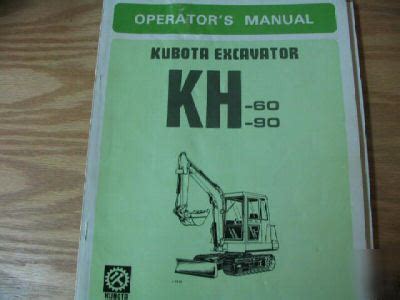 OPERATOR'S MANUAL
KUBOTA EXCAVATOR
KH-60
-90
KUBOTA